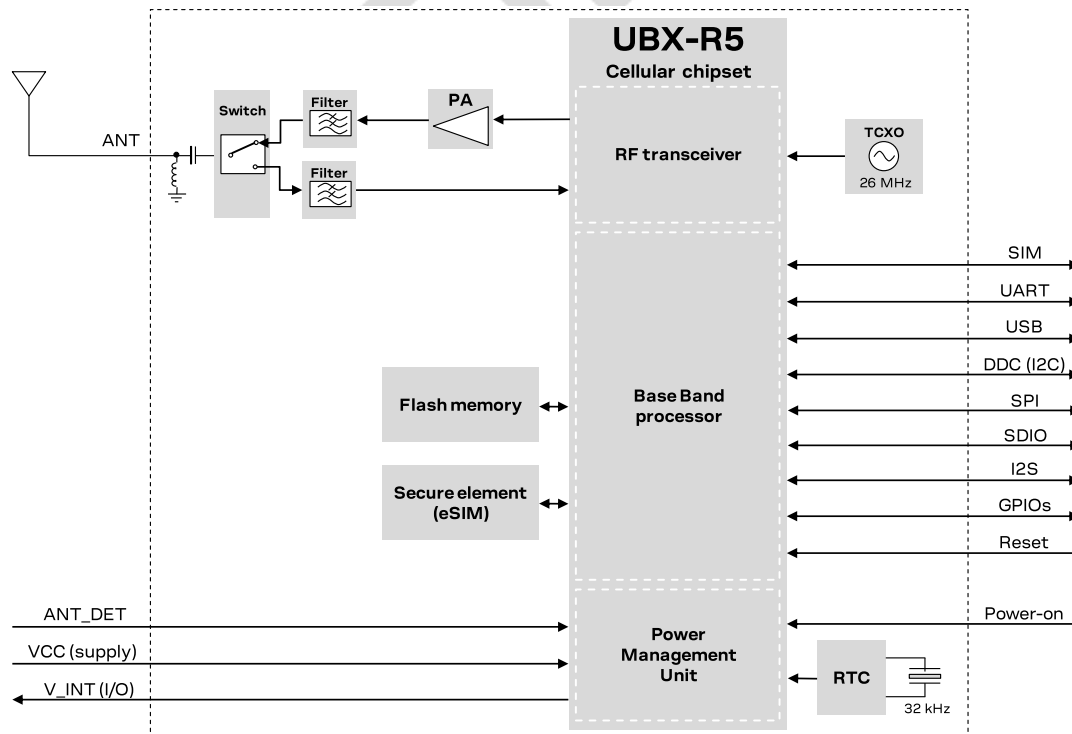 UBX-R5
Cellular chipset
Switch
Filter
PA
ANT
RF transceiver
TCXO
26 MHz
Filter
SIM
UART
USB
DDC (I2C)
Flash memory
Base Band
processor
SPI
SDIO
I2S
Secure element
(eSIM)
GPIOs
Reset
ANT_DET
Power-on
VCC (supply)
Power
Management
Unit
V_INT (I/O)
RTC
32 kHz